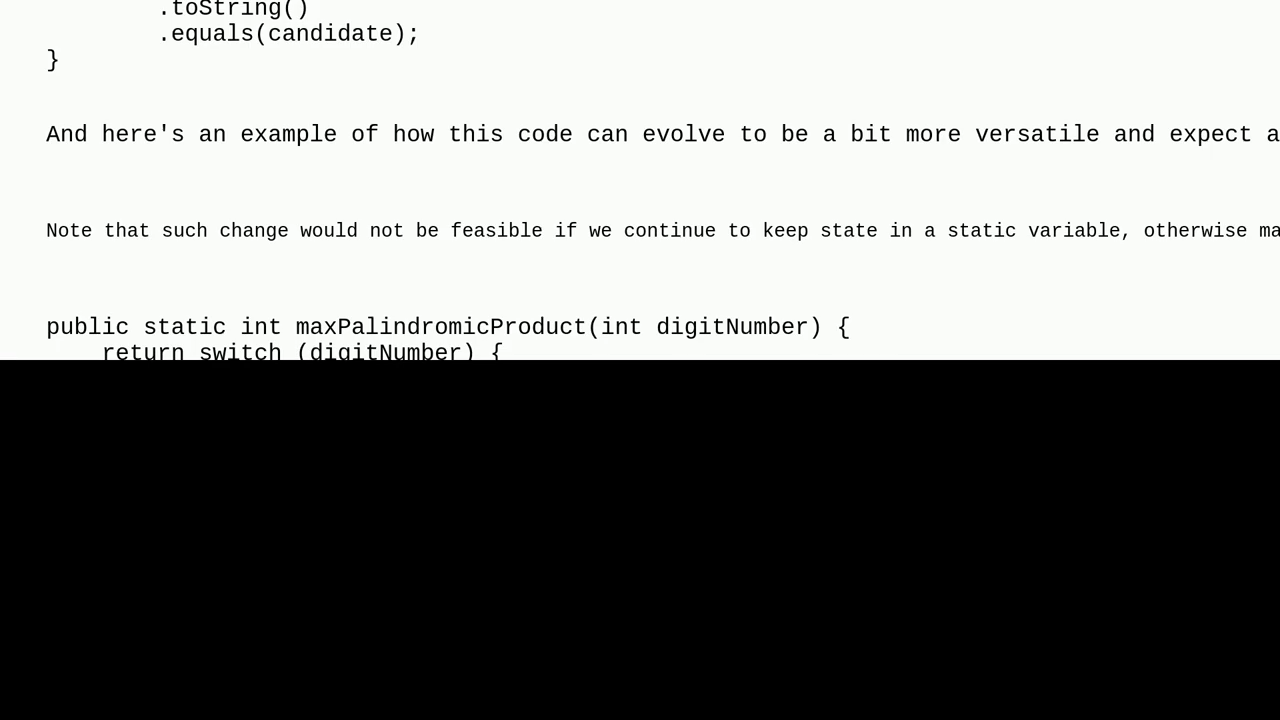 .toString()
.equals(candidate);
}
And here's an example of how this code can evolve to be a bit more versatile and expect a
Note that such change would not be feasible if we continue to keep state in a static variable, otherwise ma
public static int maxPalindromicProduct(int digitNumber) {
return switch (digitNumber) {